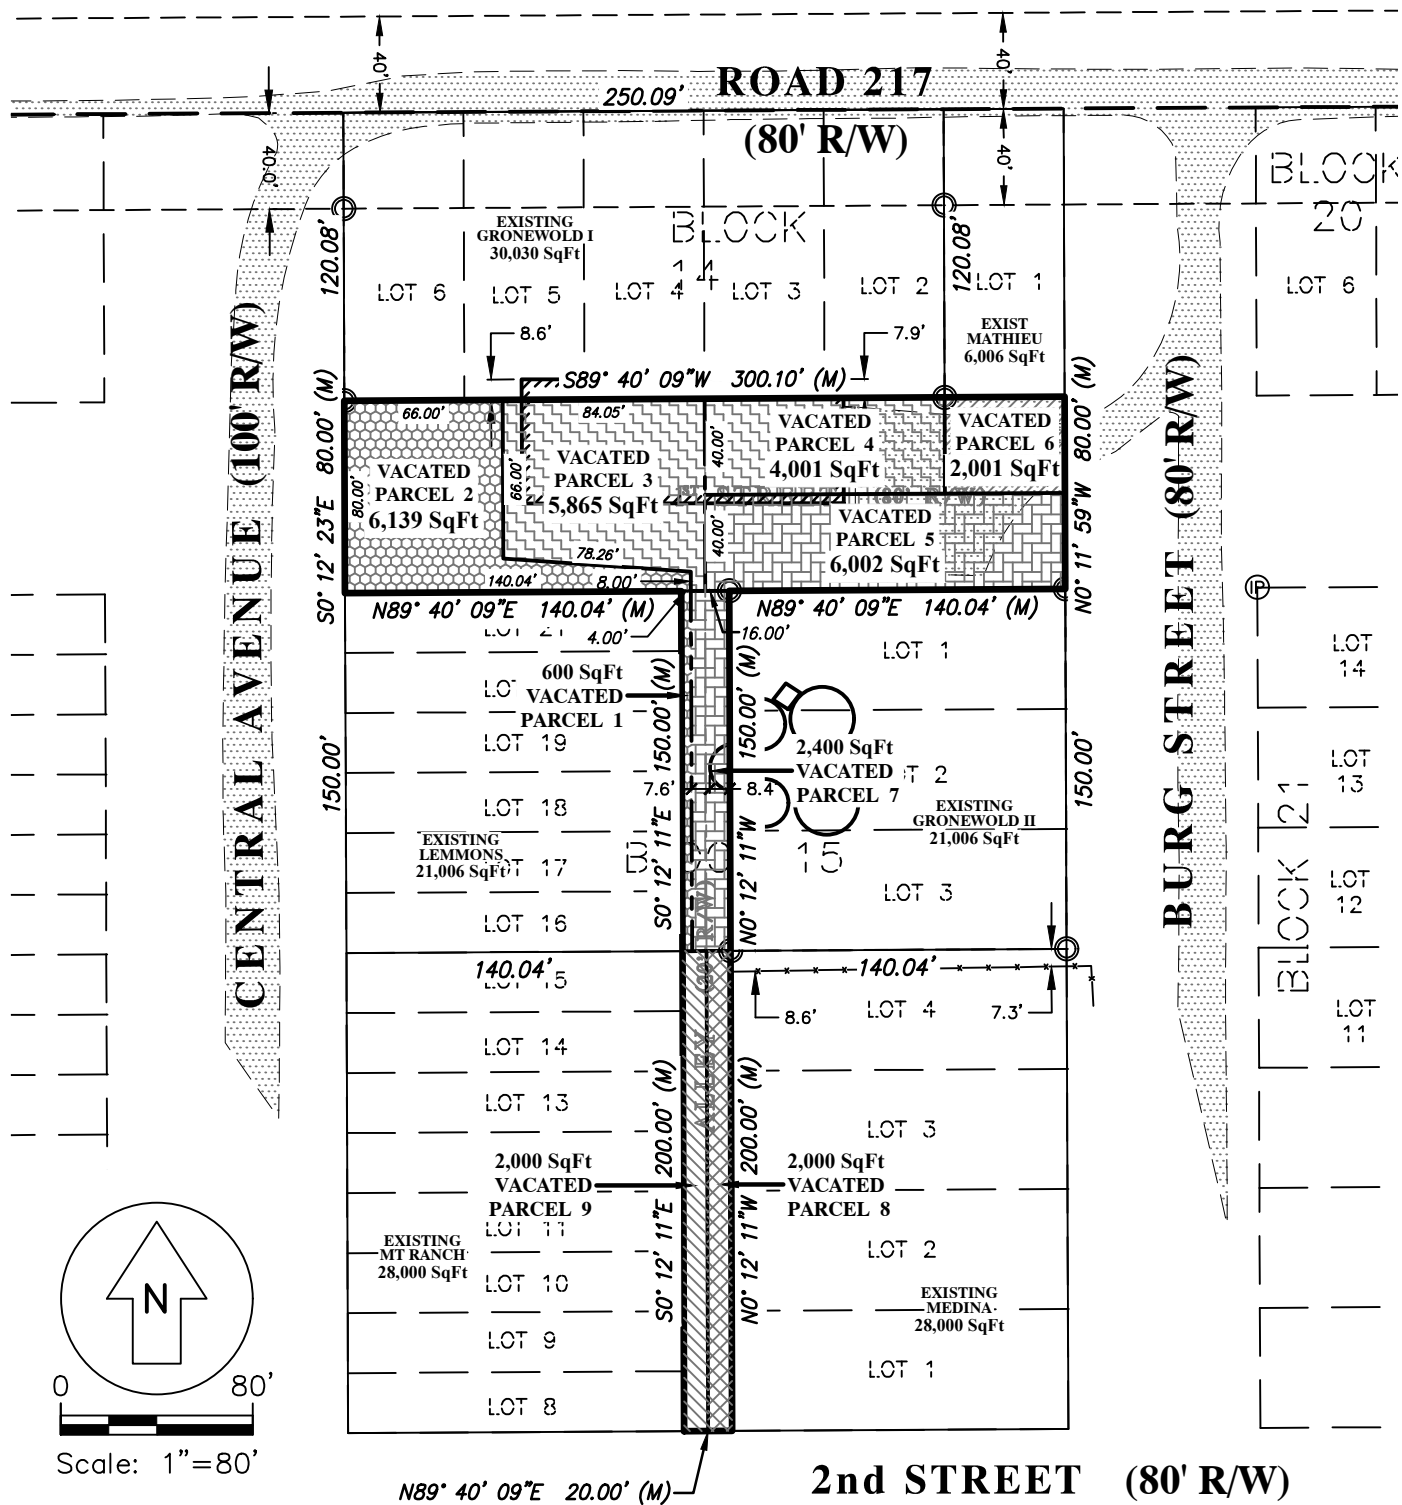 40'
40'
ROAD 217
250.09'
(80' R/W)
40.0'
40'
BLOCK
20
LOT 6
EXISTING
GRONEWOLD I
30,030 SqFt
BLOCK
14
120.08'
120.08'
LOT 6
LOT 5
LOT 4
LOT 3
LOT 2
LOT 1
EXIST
MATHIEU
6,006 SqFt
8.6'
7.9'
S89° 40' 09"W 300.10' (M)
66.00'
84.05'
VACATED
PARCEL 2
6,139 SqFt
80.00'
66.00'
VACATED
PARCEL 3
5,865 SqFt
40.00'
VACATED
PARCEL 4
4,001 SqFt
VACATED
PARCEL 6
2,001 SqFt
(80' R/W)
40.00'
VACATED
PARCEL 5
6,002 SqFt
S0° 12' 23"E 80.00' (M)
N0° 11' 59"W 80.00' (M)
78.26'
140.04'
8.00'
N89° 40' 09"E 140.04' (M)
N89° 40' 09"E 140.04' (M)
4.00'
16.00'
CENTRAL AVENUE (100' R/W)
BURG STREET (80' R/W)
IP
LOT 21
600 SqFt
VACATED
PARCEL 1
LOT 19
LOT 18
LOT 17
LOT 16
EXISTING
LEMMONS
21,006 SqFt
150.00'
S0° 12' 11"E 150.00' (M)
N0° 12' 11"W 150.00' (M)
7.6'
8.4
LOT 1
2,400 SqFt
VACATED
PARCEL 7
2
EXISTING
GRONEWOLD II
21,006 SqFt
15
LOT 3
150.00'
LOT
14
LOT
13
LOT
12
LOT
11
BLOCK 21
140.04'
15
140.04'
8.6'
7.3'
LOT 4
ALLEY
R/W)
LOT 14
LOT 13
LOT 3
S0° 12' 11"E 200.00' (M)
N0° 12' 11"W 200.00' (M)
2,000 SqFt
VACATED
PARCEL 9
2,000 SqFt
VACATED
PARCEL 8
LOT 11
EXISTING
MT RANCH
28,000 SqFt
LOT 10
LOT 9
LOT 8
LOT 2
EXISTING
MEDINA
28,000 SqFt
LOT 1
N
0 80'
Scale: 1"=80'
N89° 40' 09"E 20.00' (M)
2nd STREET (80' R/W)